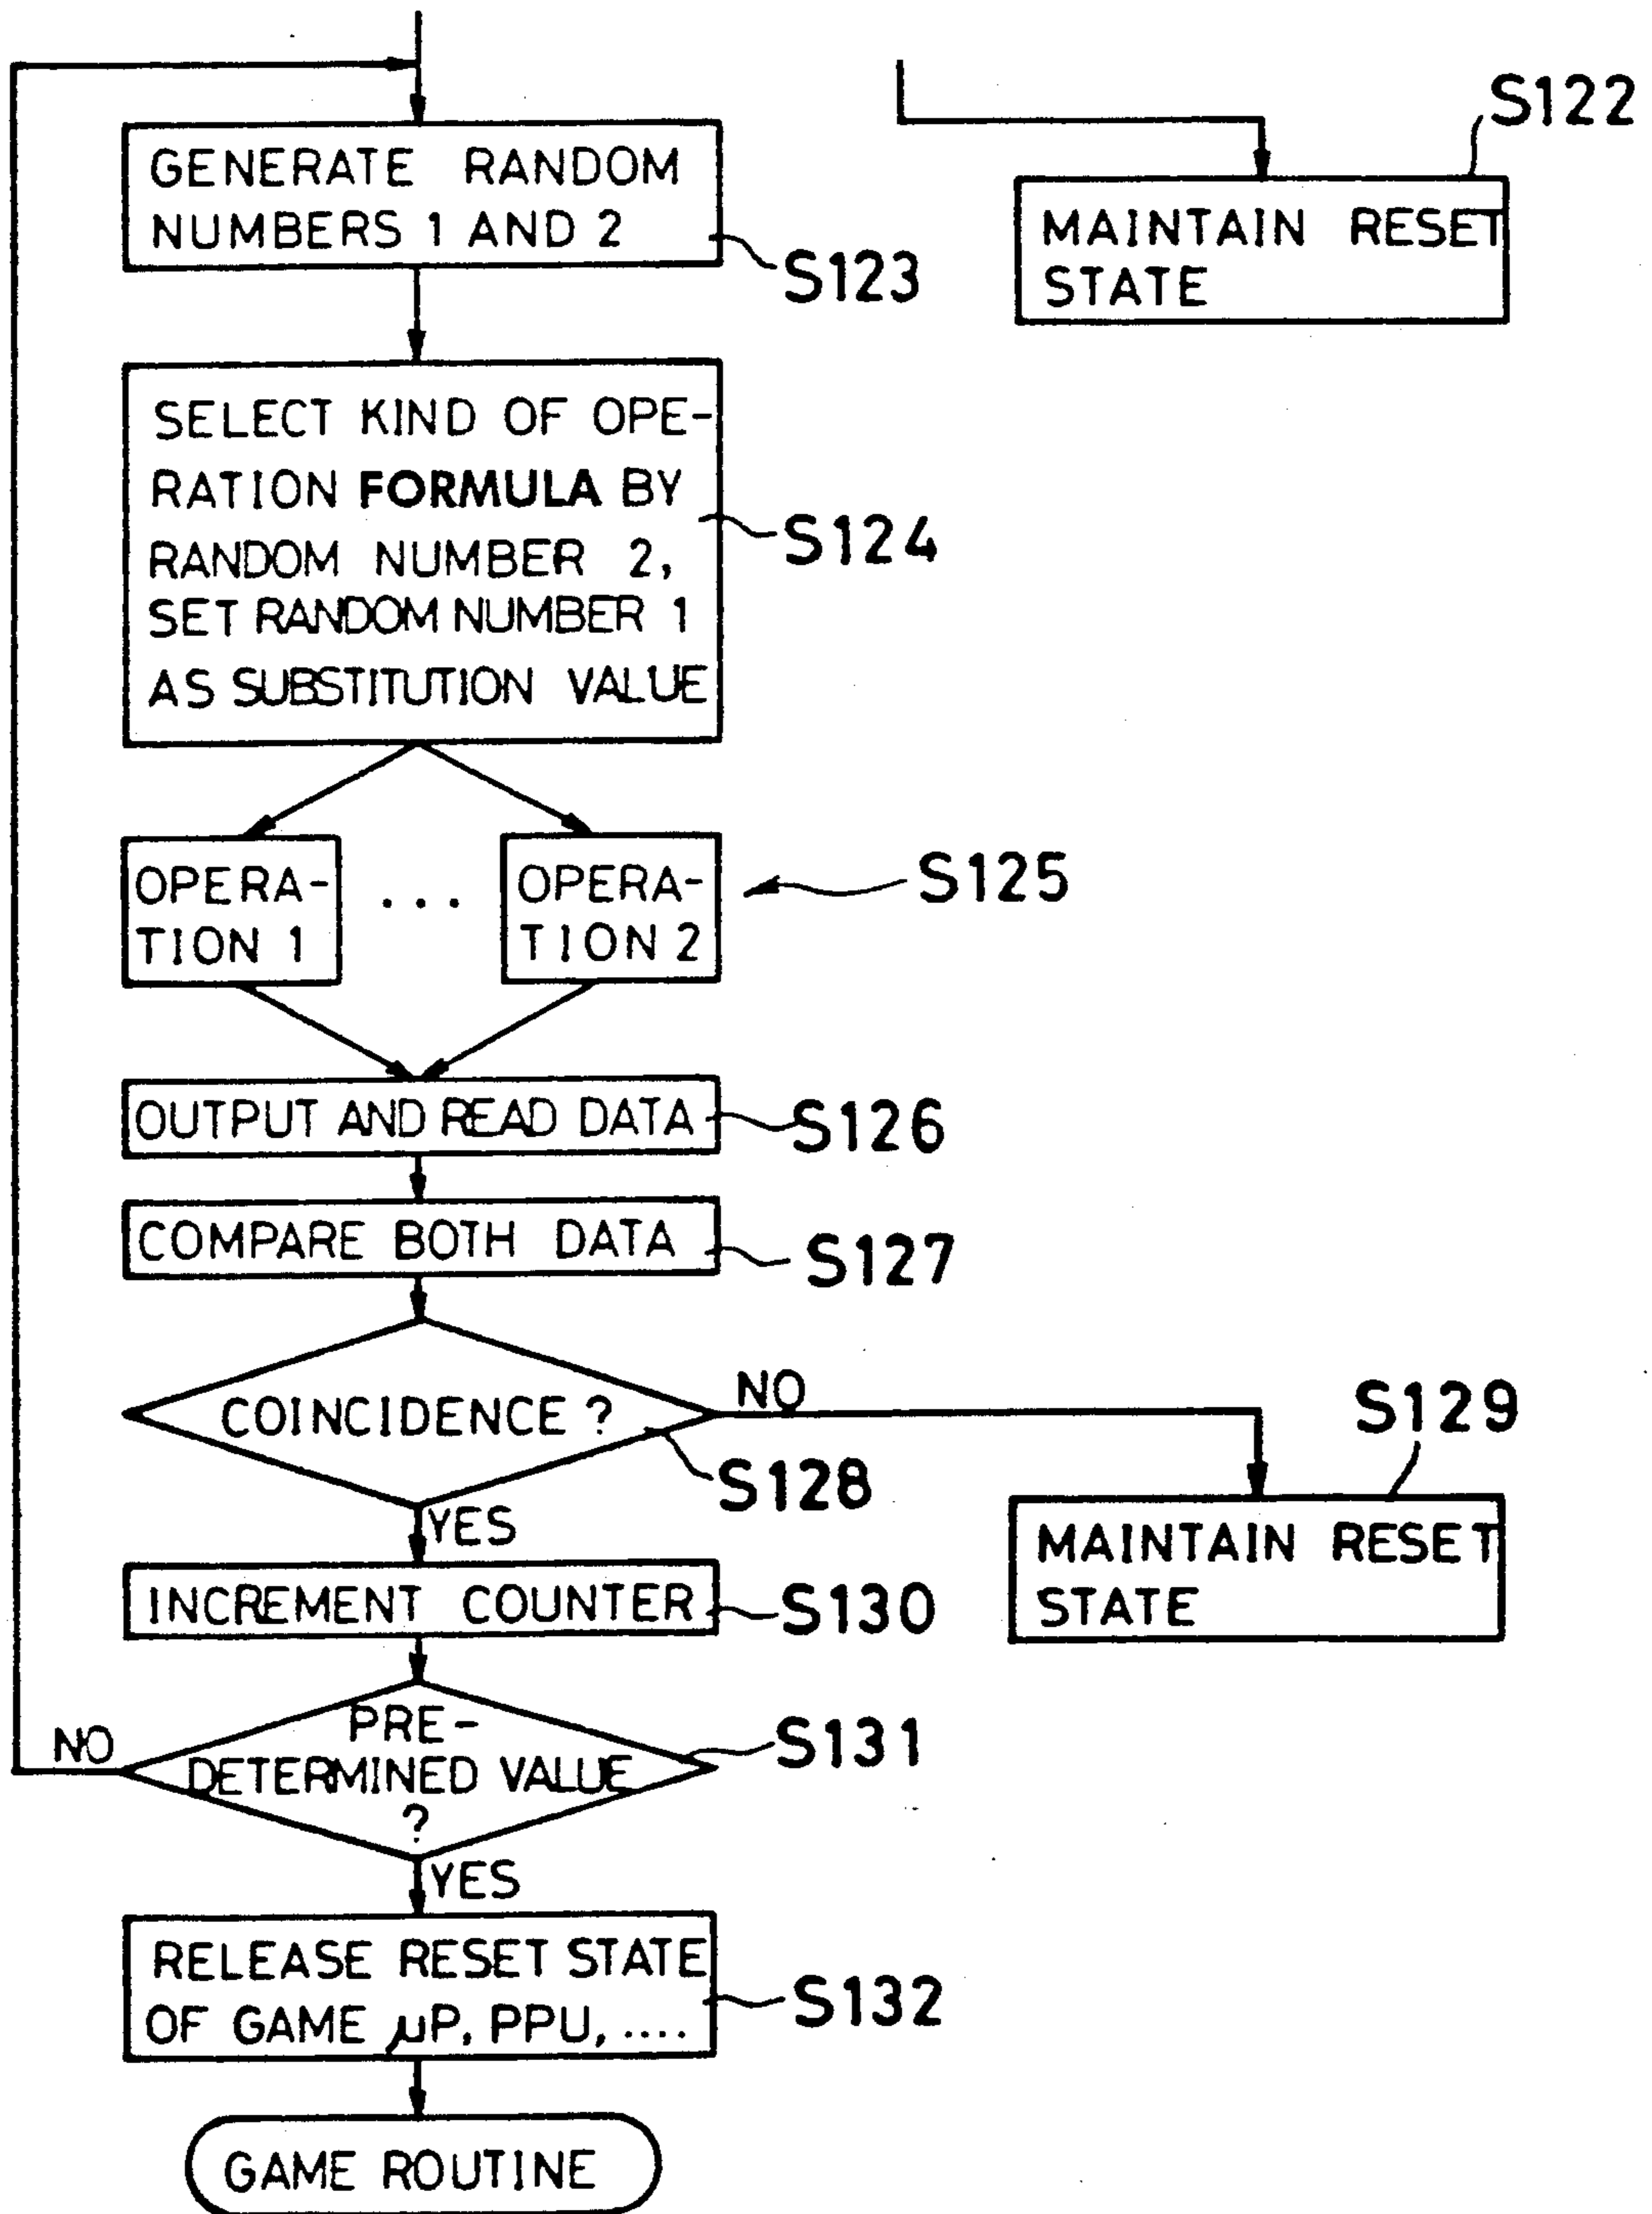 S122
GENERATE RANDOM
NUMBERS 1 AND 2
S123
MAINTAIN RESET
STATE
SELECT KIND OF OPE-
RATION FORMULA BY
RANDOM NUMBER 2,
SET RANDOM NUMBER 1
AS SUBSTITUTION VALUE
S124
OPERA-
TION 1
...
OPERA-
TION 2
S125
OUTPUT AND READ DATA
S126
COMPARE BOTH DATA
S127
COINCIDENCE ?
NO
S128
S129
MAINTAIN RESET
STATE
YES
INCREMENT COUNTER
S130
PRE-
DETERMINED VALUE
?
NO
S131
YES
RELEASE RESET STATE
OF GAME µP, PPU, ....
S132
GAME ROUTINE